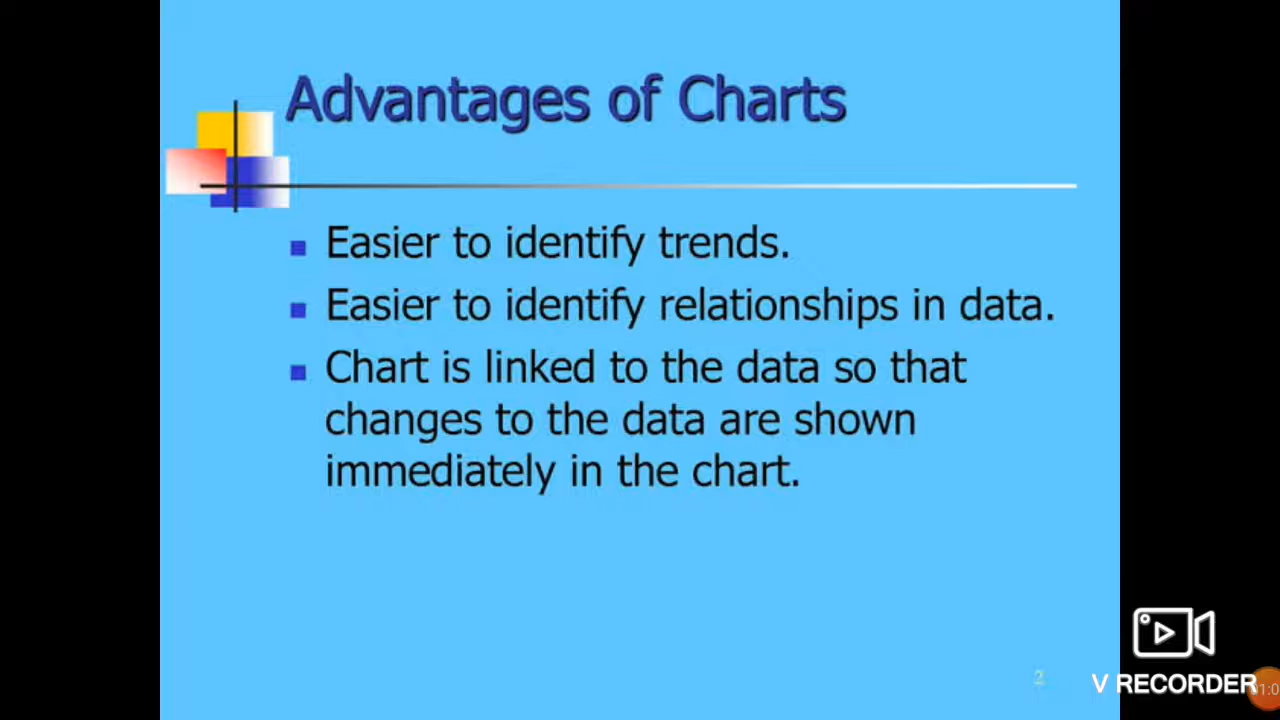 Advantages of Charts
Easier to identify trends.
Easier to identify relationships in data.
Chart is linked to the data so that
changes to the data are shown
immediately in the chart.
2
V RECORDER